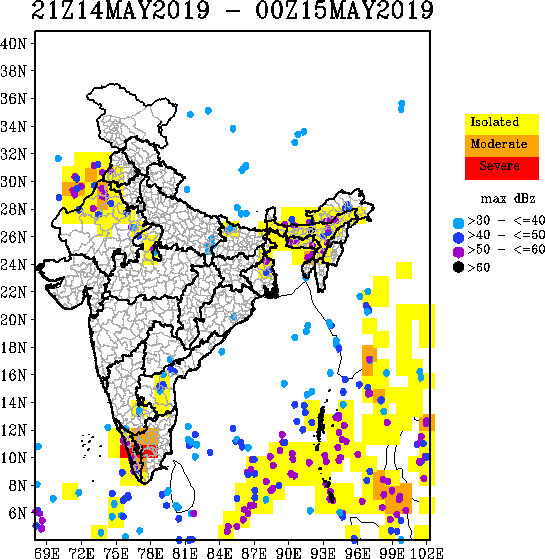 21Z14MAY2019 - 00Z15MAY2019
40N
38N
36N
34N
32N
30N
28N
26N
24N
22N
20N
18N
16N
14N
12N
10N
8N
6N
69E 72E 75E 78E 81E 84E 87E 90E 93E 96E 99E 102E
Isolated
Moderate
Severe
max dBz
>30 - <=40
>40 - <=50
>50 - <=60
>60